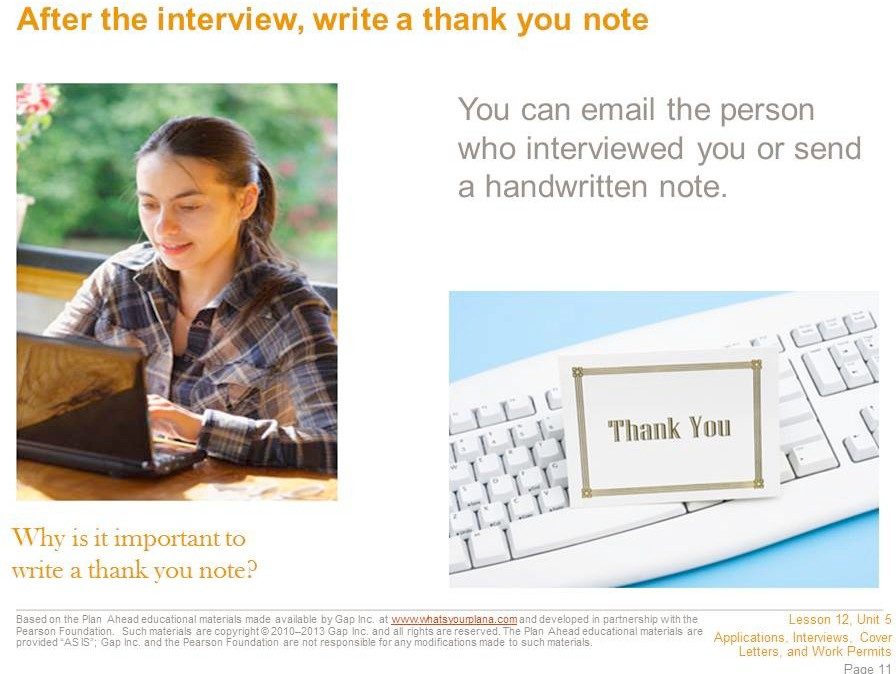 After the interview, write a thank you note
You can email the person
who interviewed you or send
a handwritten note.
Thank You
Why is it important to
write a thank you note?
Based on the Plan Ahead educational materials made available by Gap Inc. at www.whatsyourplana.com and developed in partnership with the
Pearson Foundation. Such materials are copyright © 2010–2013 Gap Inc. and all rights are reserved. The Plan Ahead educational materials are
provided “AS IS”; Gap Inc. and the Pearson Foundation are not responsible for any modifications made to such materials.
Lesson 12, Unit 5
Applications, Interviews, Cover
Letters, and Work Permits
Page 11